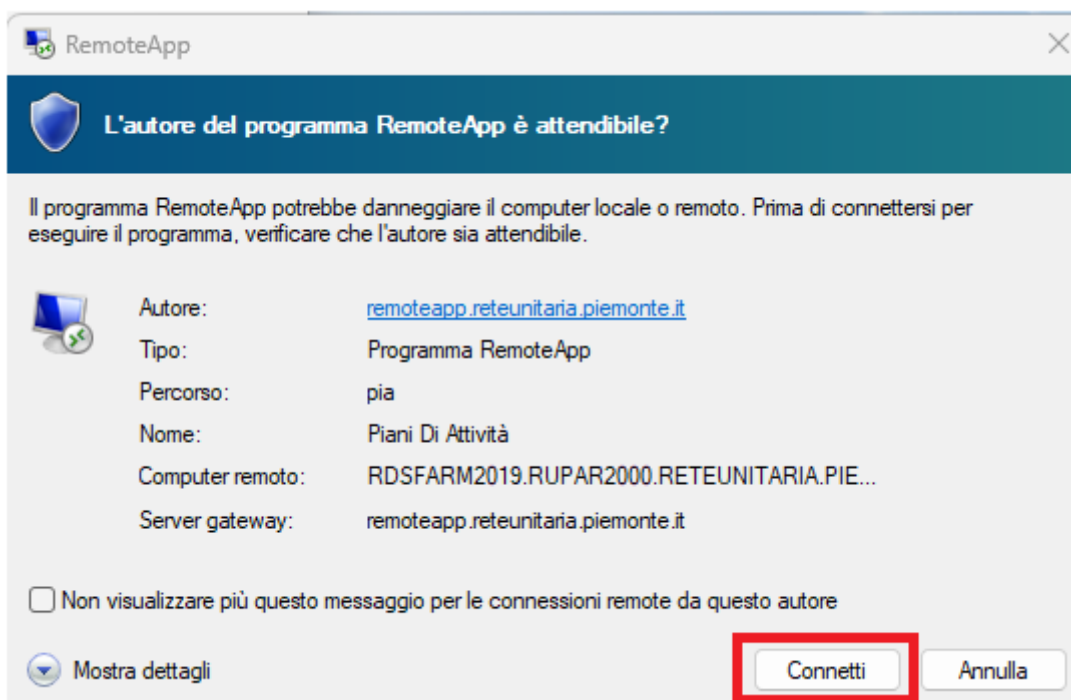 RemoteApp
L'autore del programma RemoteApp è attendibile?
Il programma RemoteApp potrebbe danneggiare il computer locale o remoto. Prima di connettersi per
eseguire il programma, verificare che l'autore sia attendibile.
Autore: remoteapp.reteunitaria.piemonte.it
Tipo: Programma RemoteApp
Percorso: pia
Nome: Piani Di Attività
Computer remoto: RDSFARM2019.RUPAR2000.RETEUNITARIA.PIE...
Server gateway: remoteapp.reteunitaria.piemonte.it
Non visualizzare più questo messaggio per le connessioni remote da questo autore
Mostra dettagli Connetti Annulla